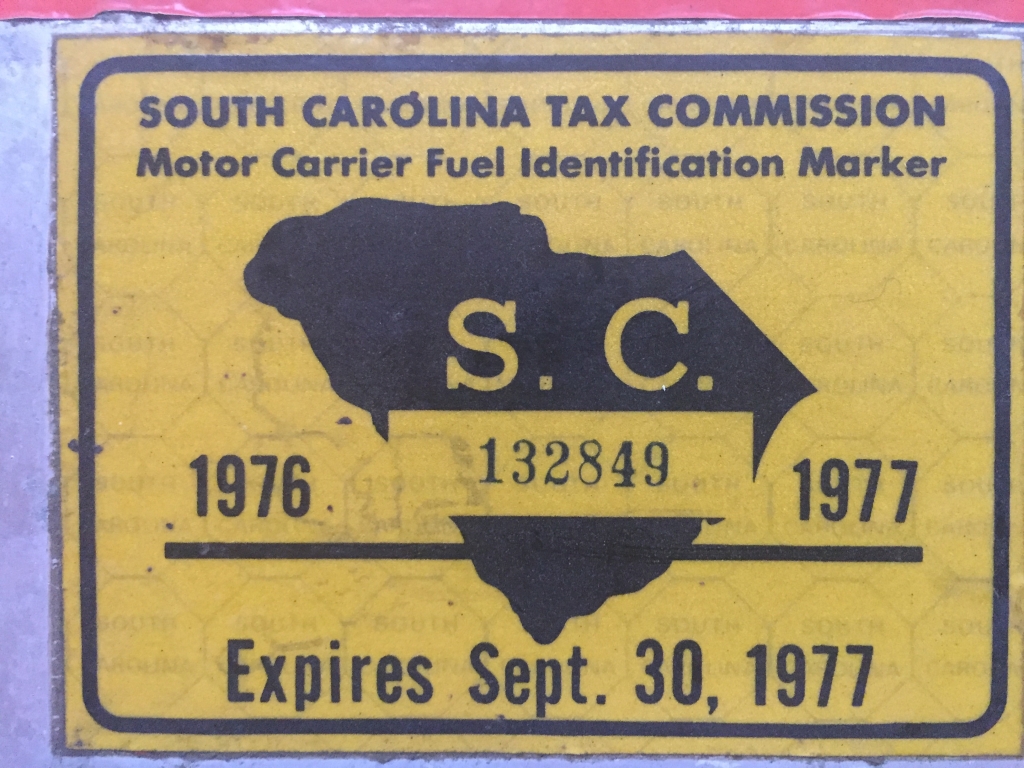 SOUTH CAROLINA TAX COMMISSION
Motor Carrier Fuel Identification Marker
S. C.
132849
1976 1977
Expires Sept. 30, 1977